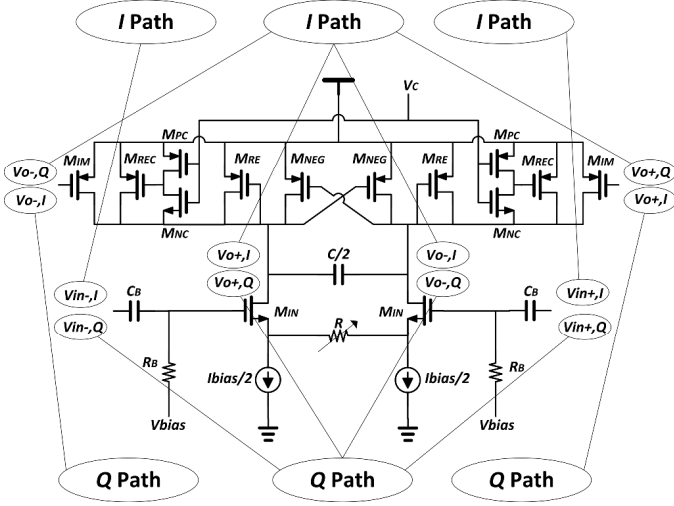 I Path
I Path
I Path
VC
MPC
MPC
MIM
MREC
MRE
MNEG
MNEG
MRE
MREC
MIM
Vo-,Q
Vo-,I
Vo+,Q
Vo+,I
MNC
MNC
Vo+,I
C/2
Vo-,I
Vo+,Q
Vo-,Q
Vin-,I
CB
MIN
MIN
CB
Vin+,I
Vin-,Q
R
Vin+,Q
RB
Ibias/2
Ibias/2
RB
Vbias
Vbias
Q Path
Q Path
Q Path